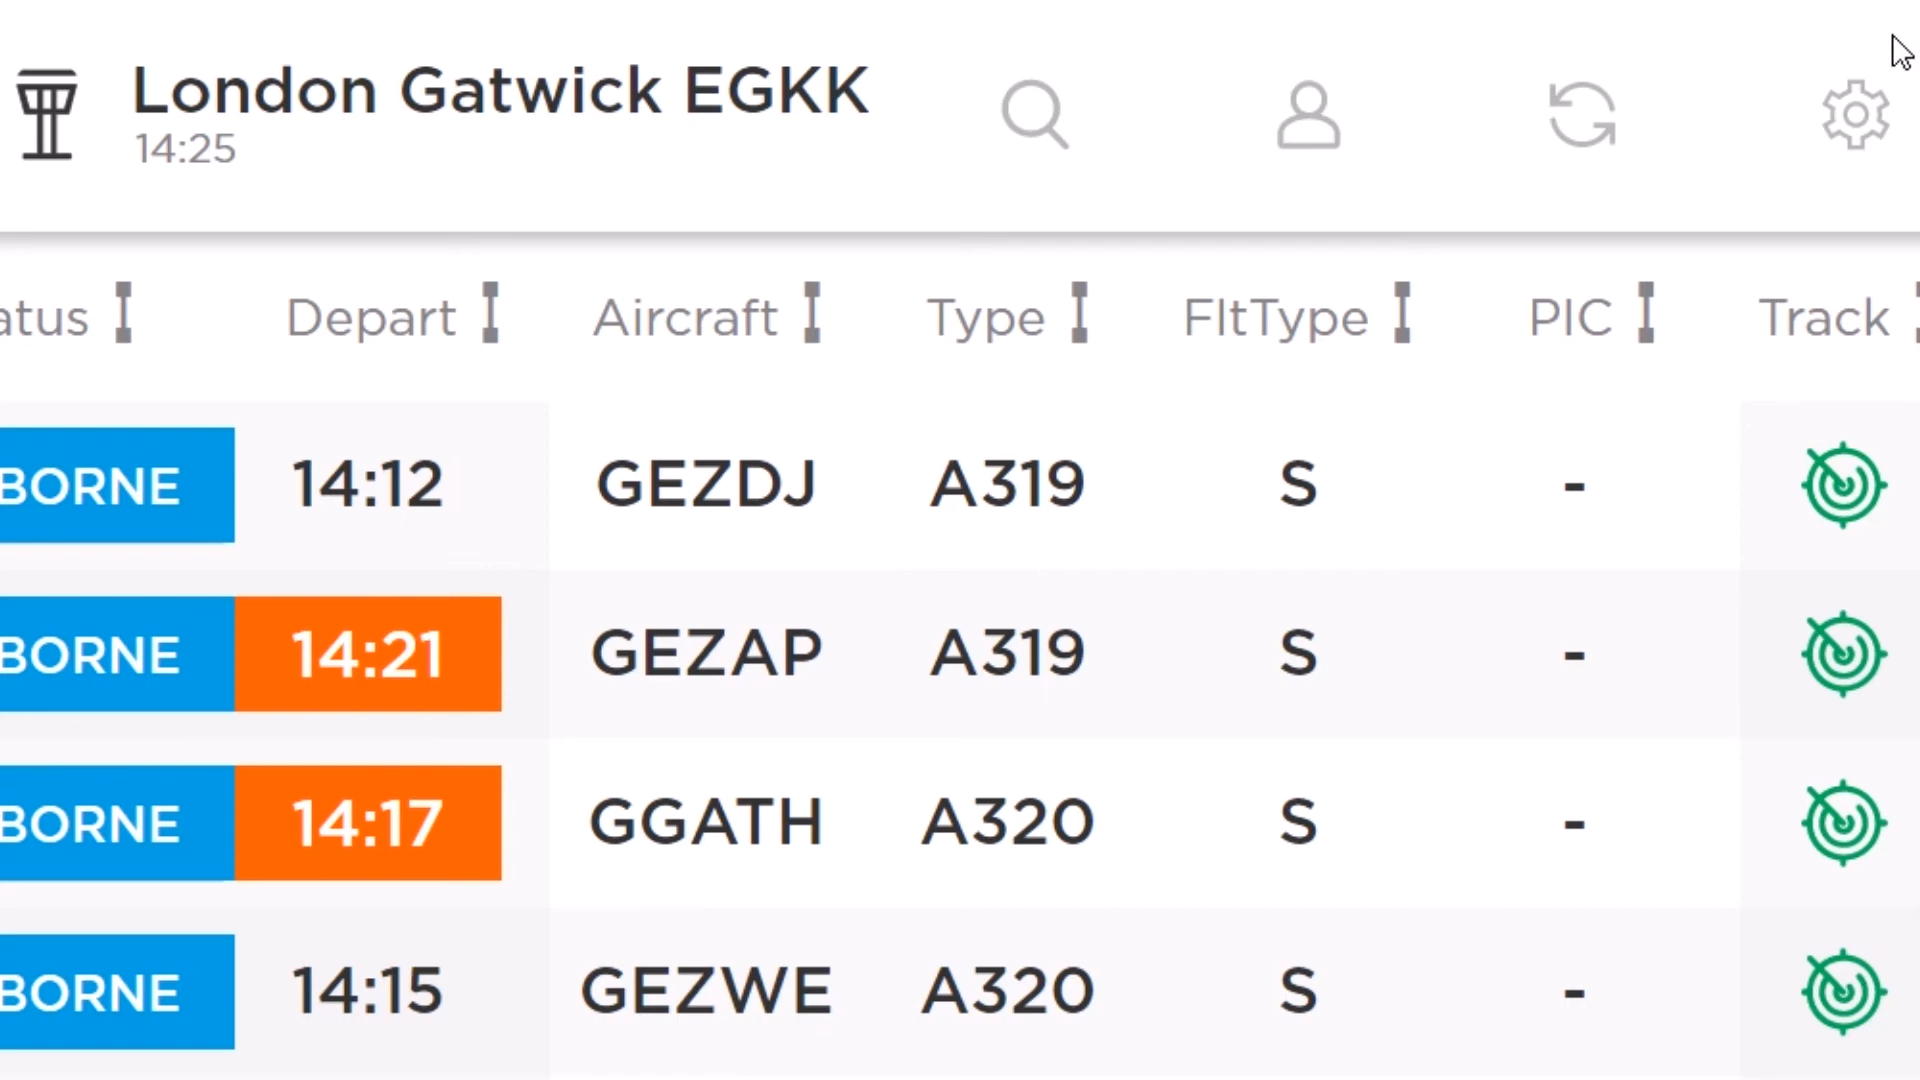 London Gatwick EGKK
14:25
atus Depart Aircraft Type FltType PIC Track
BORNE 14:12 GEZDJ A319 S -
BORNE 14:21 GEZAP A319 S -
BORNE 14:17 GGATH A320 S -
BORNE 14:15 GEZWE A320 S -